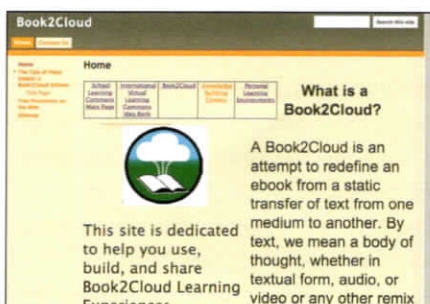 Book2Cloud
Search this site
Home
Contact Us
Home
Home
School Learning Commons Main Page
International Virtual Learning Commons Idea Bank
Book2Cloud
Knowledge Building Centers
Personal Learning Environments
Sitemap
What is a
Book2Cloud?
This site is dedicated
to help you use,
build, and share
Book2Cloud Learning
Experiences
A Book2Cloud is an
attempt to redefine an
ebook from a static
transfer of text from one
medium to another. By
text, we mean a body of
thought, whether in
textual form, audio, or
video or any other remix